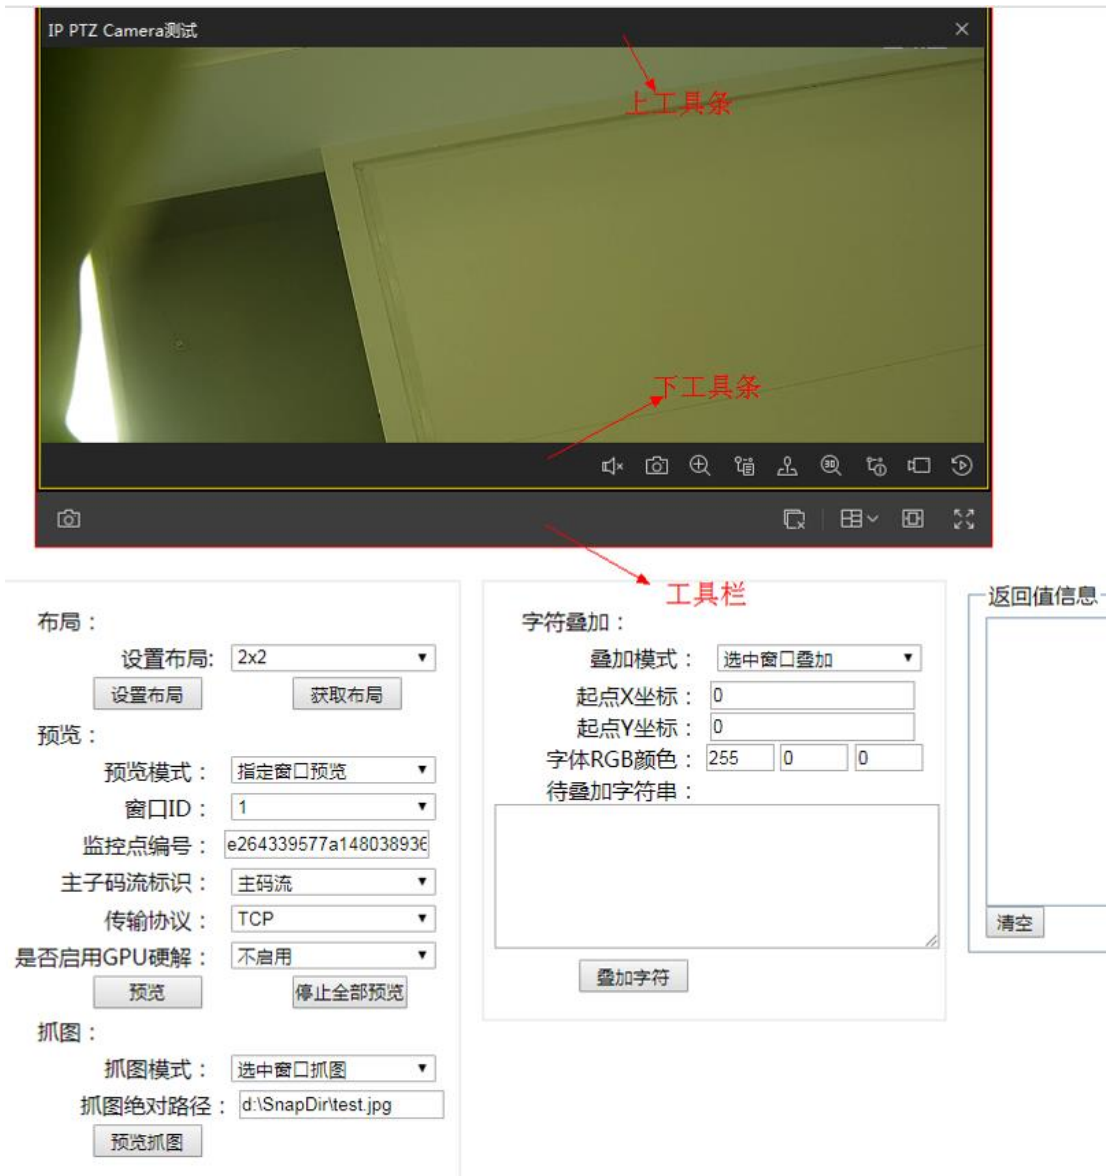 IP PTZ Camera测试
上工具条
下工具条
3D
工具栏
布局：
设置布局: 2x2
设置布局 获取布局
预览：
预览模式： 指定窗口预览
窗口ID： 1
监控点编号： e264339577a148038936
主子码流标识： 主码流
传输协议： TCP
是否启用GPU硬解： 不启用
预览 停止全部预览
抓图：
抓图模式： 选中窗口抓图
抓图绝对路径： d:\SnapDir\test.jpg
预览抓图
字符叠加：
叠加模式： 选中窗口叠加
起点X坐标： 0
起点Y坐标： 0
字体RGB颜色： 255 0 0
待叠加字符串：
叠加字符
返回值信息
清空